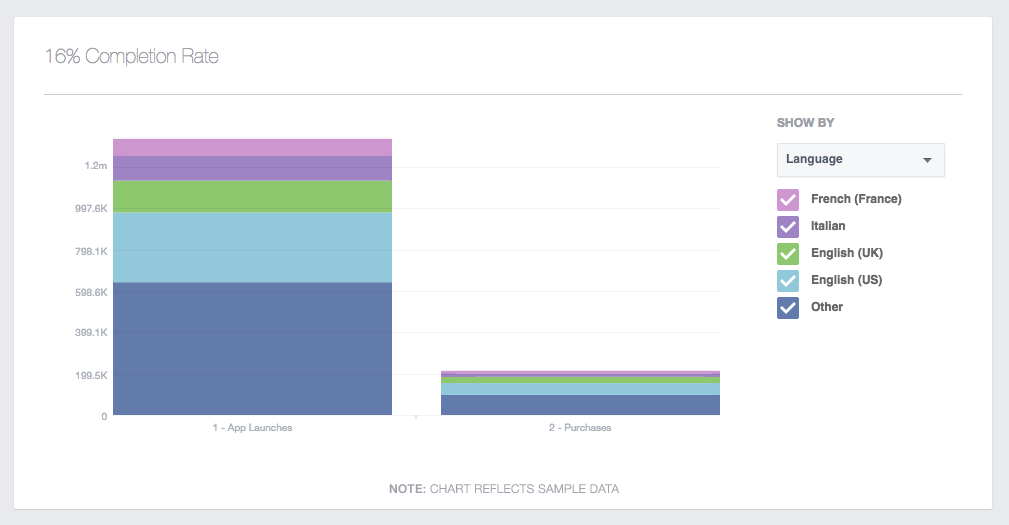 16% Completion Rate
SHOW BY
Language
French (France)
Italian
English (UK)
English (US)
Other
1.2m
997.6K
798.1K
598.6K
399.1K
199.5K
0
1 - App Launches
2 - Purchases
NOTE: CHART REFLECTS SAMPLE DATA